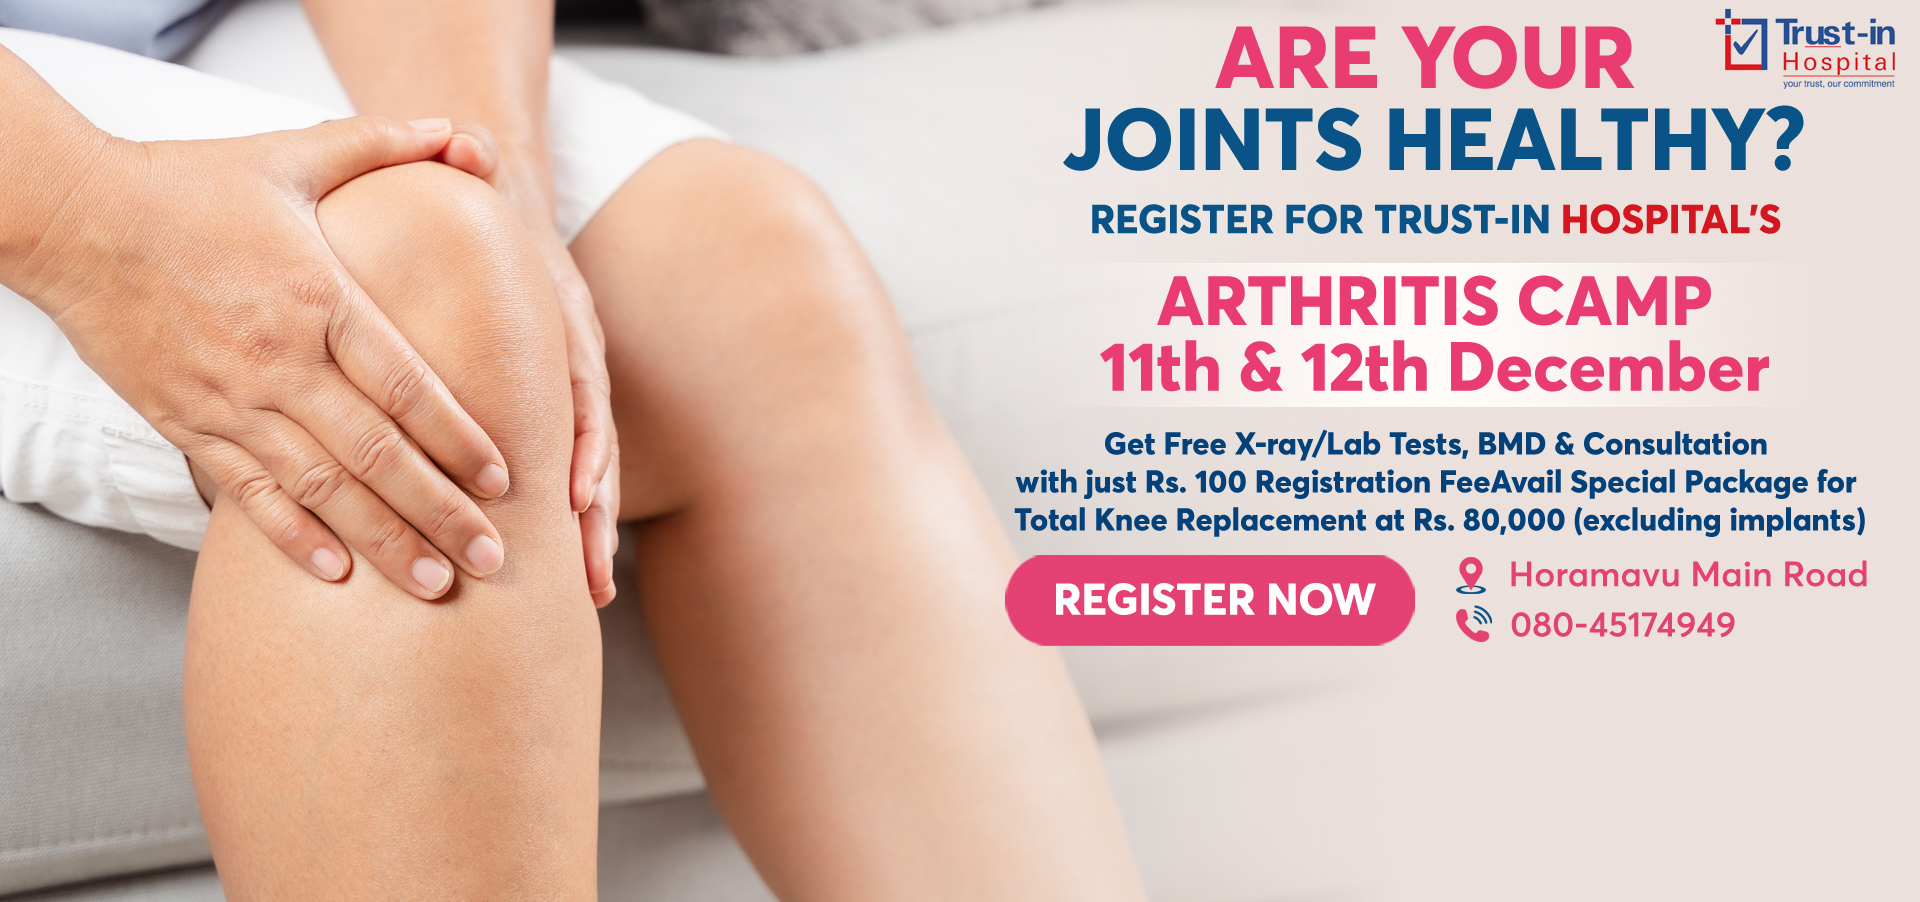 ARE YOUR
JOINTS HEALTHY?
Trust-in
Hospital
your trust, our commitment
REGISTER FOR TRUST-IN HOSPITAL'S
ARTHRITIS CAMP
11th & 12th December
Get Free X-ray/Lab Tests, BMD & Consultation
with just Rs. 100 Registration FeeAvail Special Package for
Total Knee Replacement at Rs. 80,000 (excluding implants)
REGISTER NOW
Horamavu Main Road
080-45174949